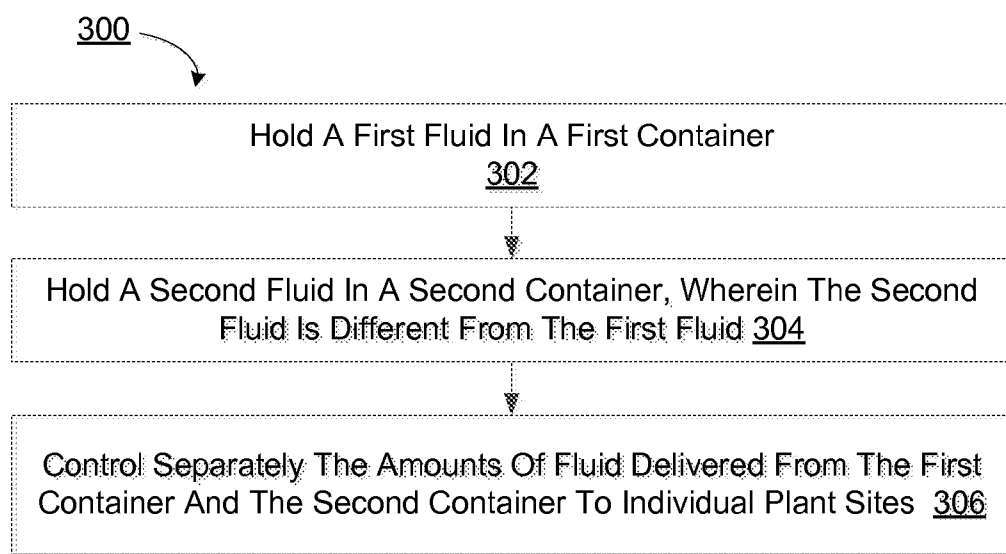 300
Hold A First Fluid In A First Container
302
Hold A Second Fluid In A Second Container, Wherein The Second
Fluid Is Different From The First Fluid 304
Control Separately The Amounts Of Fluid Delivered From The First
Container And The Second Container To Individual Plant Sites 306